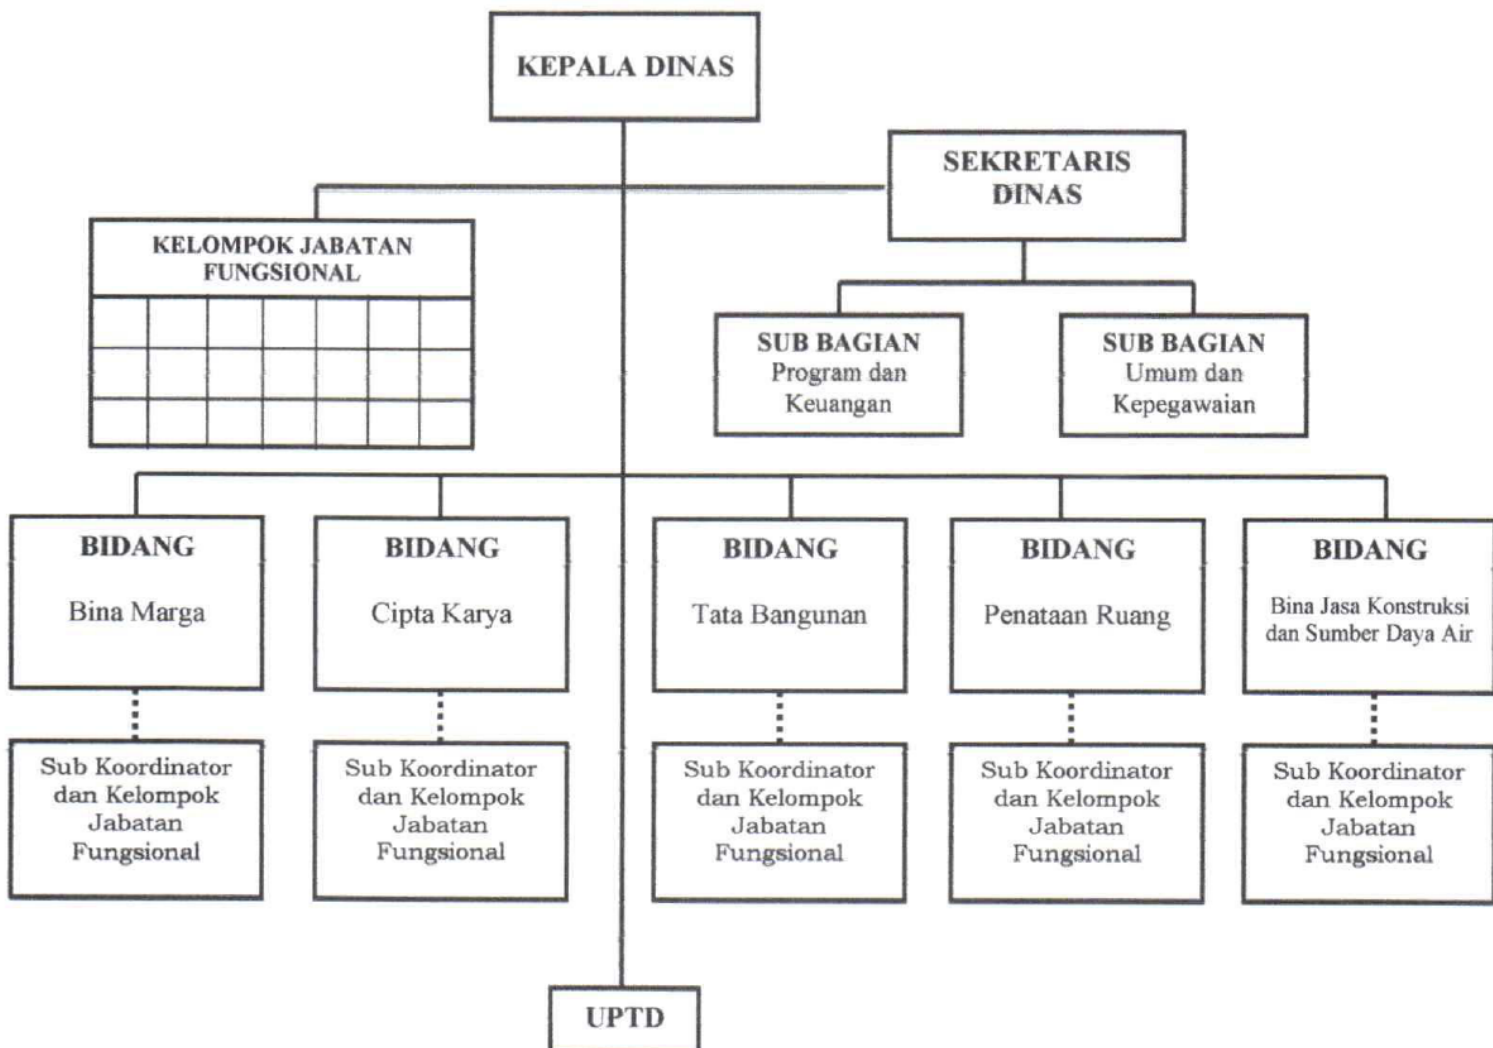 KEPALA DINAS
SEKRETARIS
DINAS
KELOMPOK JABATAN
FUNGSIONAL
SUB BAGIAN
Program dan
Keuangan
SUB BAGIAN
Umum dan
Kepegawaian
BIDANG
Bina Marga
BIDANG
Cipta Karya
BIDANG
Tata Bangunan
BIDANG
Penataan Ruang
BIDANG
Bina Jasa Konstruksi
dan Sumber Daya Air
Sub Koordinator
dan Kelompok
Jabatan
Fungsional
Sub Koordinator
dan Kelompok
Jabatan
Fungsional
Sub Koordinator
dan Kelompok
Jabatan
Fungsional
Sub Koordinator
dan Kelompok
Jabatan
Fungsional
Sub Koordinator
dan Kelompok
Jabatan
Fungsional
UPTD